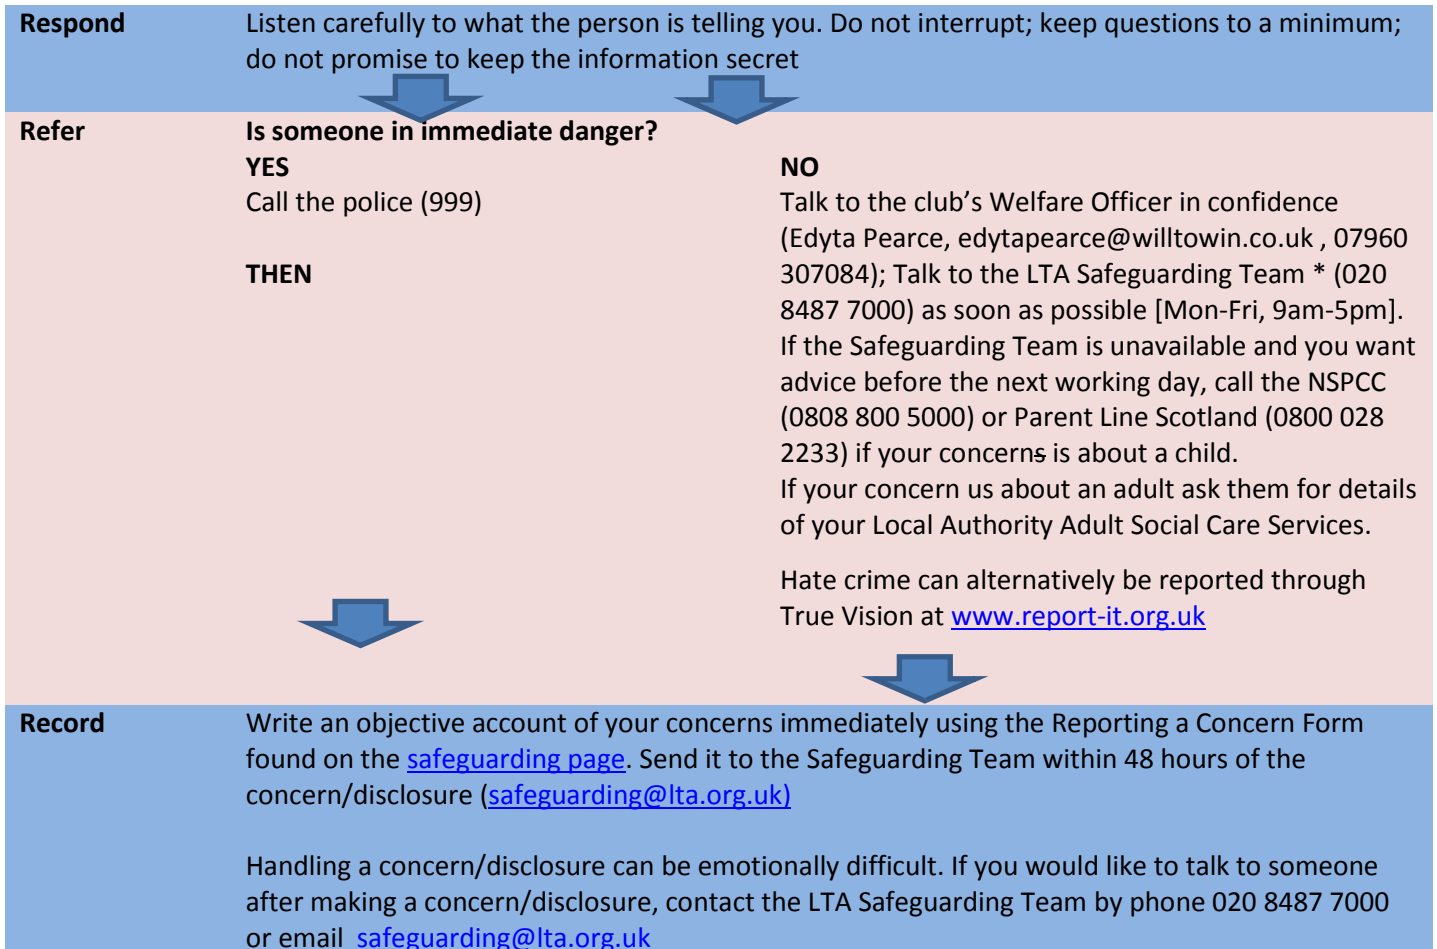 Respond
Listen carefully to what the person is telling you. Do not interrupt; keep questions to a minimum;
do not promise to keep the information secret
Refer
Is someone in immediate danger?
YES
Call the police (999)
THEN
NO
Talk to the club’s Welfare Officer in confidence
(Edyta Pearce, edytapearce@willtowin.co.uk , 07960
307084); Talk to the LTA Safeguarding Team * (020
8487 7000) as soon as possible [Mon-Fri, 9am-5pm].
If the Safeguarding Team is unavailable and you want
advice before the next working day, call the NSPCC
(0808 800 5000) or Parent Line Scotland (0800 028
2233) if your concerns is about a child.
If your concern us about an adult ask them for details
of your Local Authority Adult Social Care Services.
Hate crime can alternatively be reported through
True Vision at www.report-it.org.uk
Record
Write an objective account of your concerns immediately using the Reporting a Concern Form
found on the safeguarding page. Send it to the Safeguarding Team within 48 hours of the
concern/disclosure (safeguarding@lta.org.uk)
Handling a concern/disclosure can be emotionally difficult. If you would like to talk to someone
after making a concern/disclosure, contact the LTA Safeguarding Team by phone 020 8487 7000
or email safeguarding@lta.org.uk